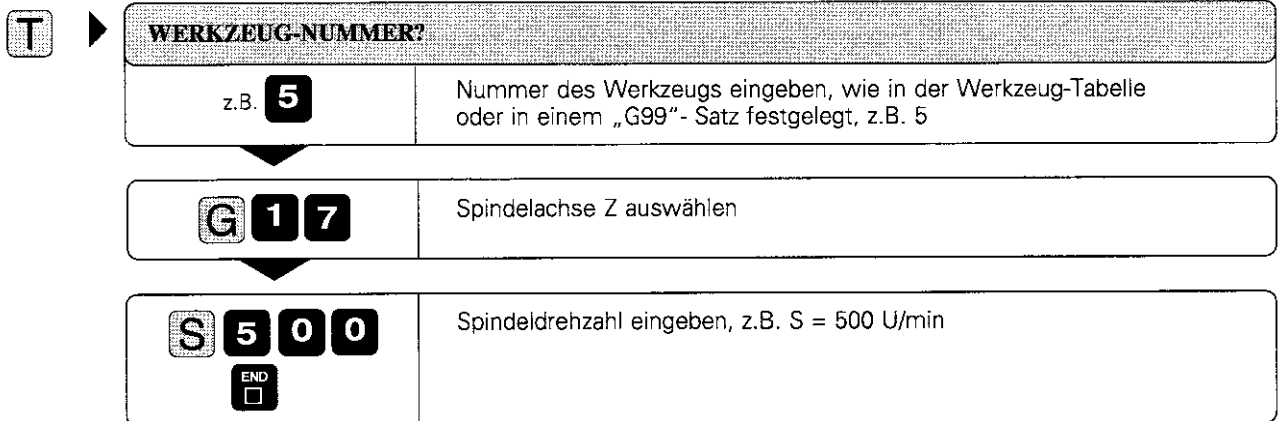 T WERKZEUG-NUMMER?
z.B. 5
Nummer des Werkzeugs eingeben, wie in der Werkzeug-Tabelle
oder in einem „G99"- Satz festgelegt, z.B. 5
G 1 7
Spindelachse Z auswählen
S 5 0 0
END
Spindeldrehzahl eingeben, z.B. S = 500 U/min